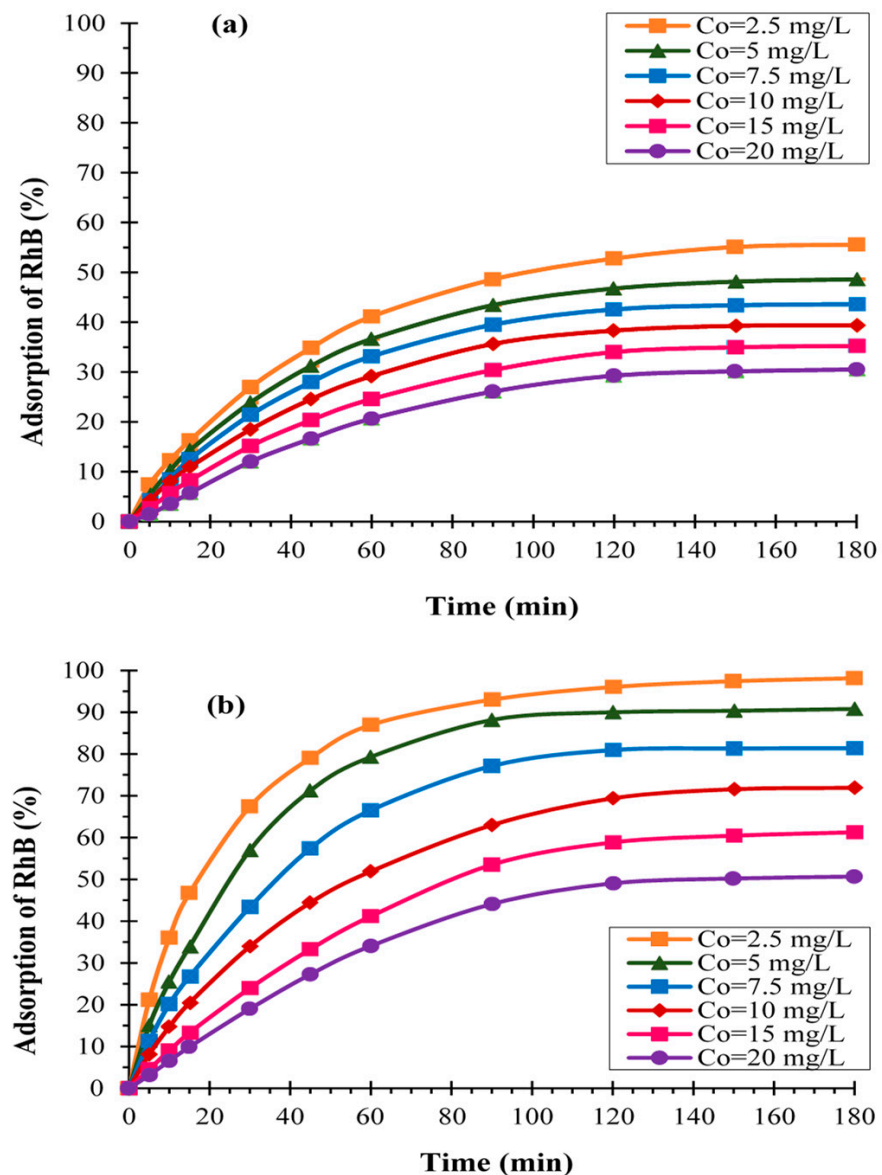 (a)
Co=2.5 mg/L
Co=5 mg/L
Co=7.5 mg/L
Co=10 mg/L
Co=15 mg/L
Co=20 mg/L
Adsorption of RhB (%)
100
90
80
70
60
50
40
30
20
10
0
0 20 40 60 80 100 120 140 160 180
Time (min)
(b)
Adsorption of RhB (%)
100
90
80
70
60
50
40
30
20
10
0
Co=2.5 mg/L
Co=5 mg/L
Co=7.5 mg/L
Co=10 mg/L
Co=15 mg/L
Co=20 mg/L
0 20 40 60 80 100 120 140 160 180
Time (min)